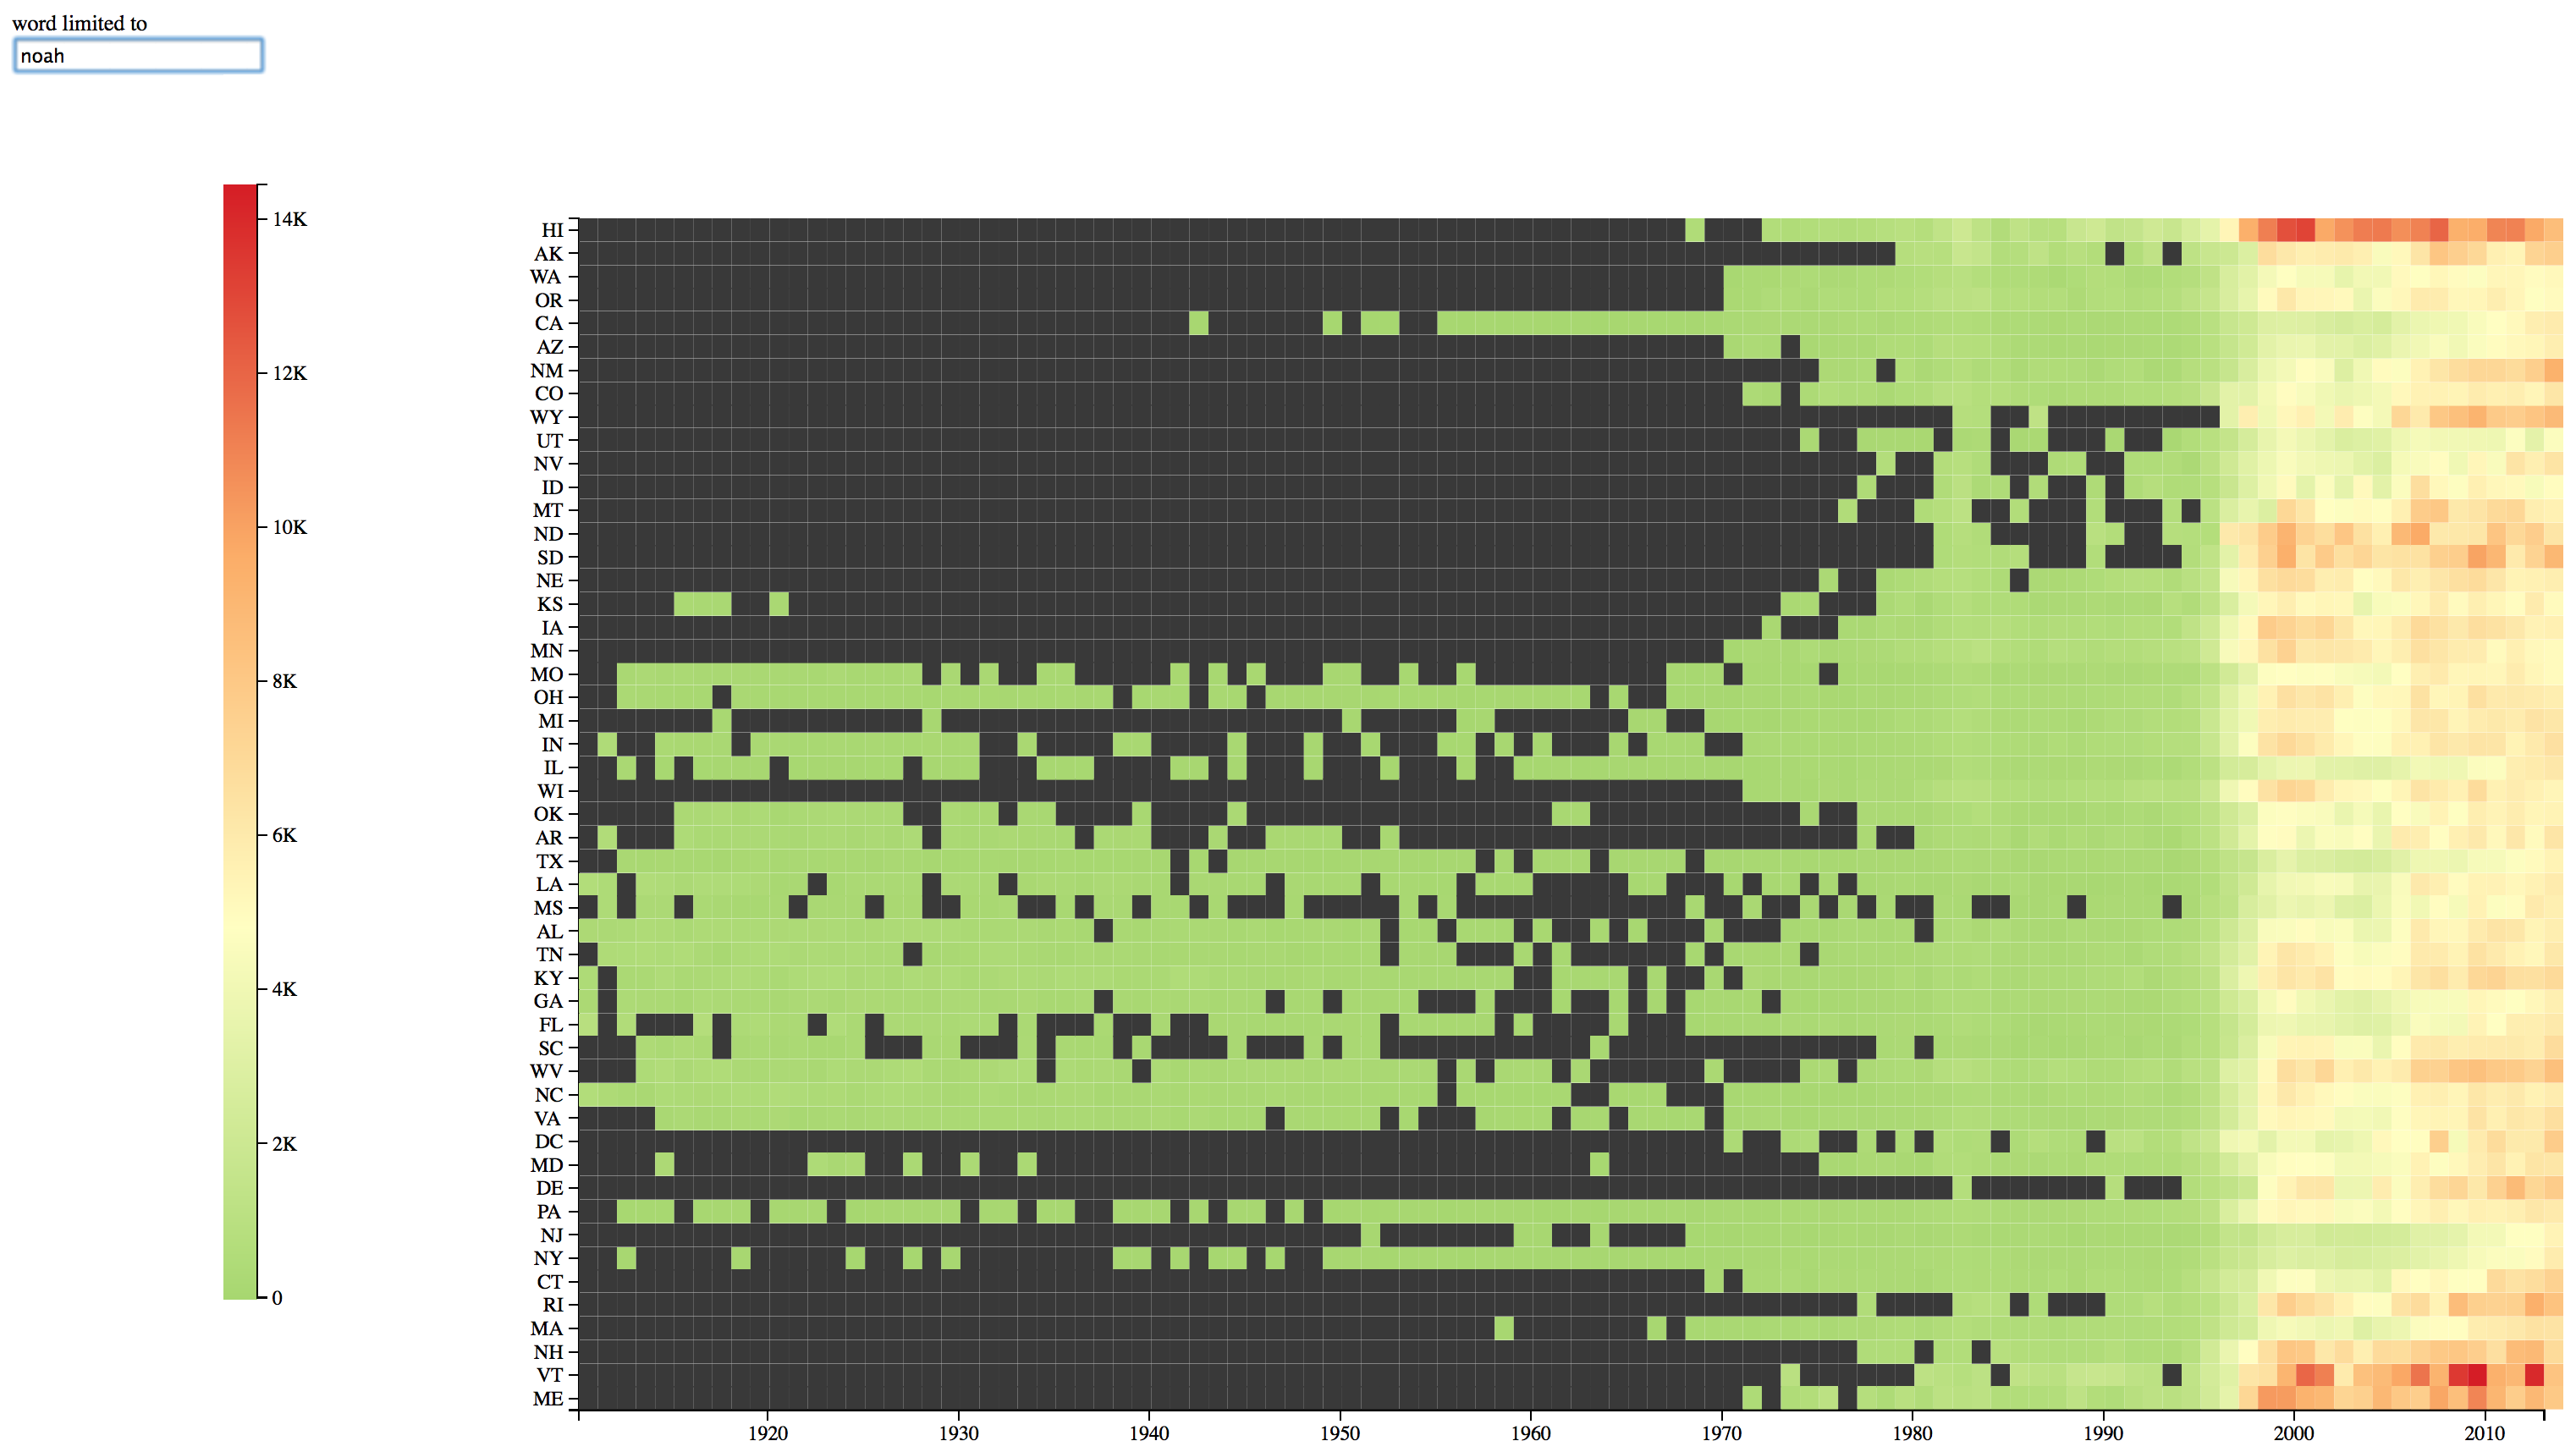 word limited to
noah
14K
12K
10K
8K
6K
4K
2K
0
HI
AK
WA
OR
CA
AZ
NM
CO
WY
UT
NV
ID
MT
ND
SD
NE
KS
IA
MN
MO
OH
MI
IN
IL
WI
OK
AR
TX
LA
MS
AL
TN
KY
GA
FL
SC
WV
NC
VA
DC
MD
DE
PA
NJ
NY
CT
RI
MA
NH
VT
ME
1920 1930 1940 1950 1960 1970 1980 1990 2000 2010